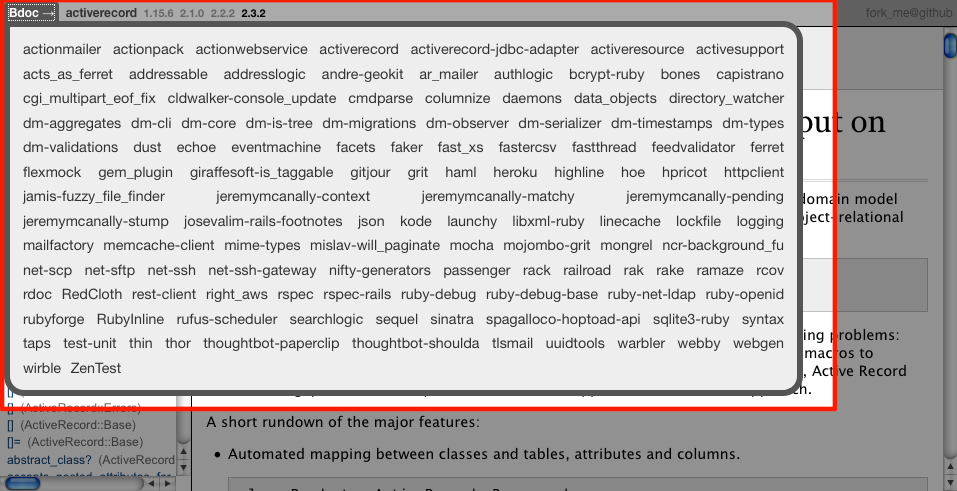 Bdoc → activerecord 1.15.6 2.1.0 2.2.2 2.3.2 fork_me@github
actionmailer actionpack actionwebservice activerecord activerecord-jdbc-adapter activeresource activesupport
acts_as_ferret addressable addresslogic andre-geokit ar_mailer authlogic bcrypt-ruby bones capistrano
cgi_multipart_eof_fix cldwalker-console_update cmdparse columnize daemons data_objects directory_watcher
dm-aggregates dm-cli dm-core dm-is-tree dm-migrations dm-observer dm-serializer dm-timestamps dm-types
dm-validations dust echoe eventmachine facets faker fast_xs fastercsv fastthread feedvalidator ferret
flexmock gem_plugin giraffesoft-is_taggable gitjour grit haml heroku highline hoe hpricot httpclient
jamis-fuzzy_file_finder jeremymcanally-context jeremymcanally-matchy jeremymcanally-pending
jeremymcanally-stump josevalim-rails-footnotes json kode launchy libxml-ruby linecache lockfile logging
mailfactory memcache-client mime-types mislav-will_paginate mocha mojombo-grit mongrel ncr-background_fu
net-scp net-sftp net-ssh net-ssh-gateway nifty-generators passenger rack railroad rak rake ramaze rcov
rdoc RedCloth rest-client right_aws rspec rspec-rails ruby-debug ruby-debug-base ruby-net-ldap ruby-openid
rubyforge RubyInline rufus-scheduler searchlogic sequel sinatra spagalloco-hoptoad-api sqlite3-ruby syntax
taps test-unit thin thor thoughtbot-paperclip thoughtbot-shoulda tlsmail uuidtools warbler webby webgen
wirble ZenTest
put on
domain model
ject-relational
ing problems:
macros to
, Active Record
ch.
[] (ActiveRecord::Errors)
[] (ActiveRecord::Base)
[]= (ActiveRecord::Base)
abstract_class? (ActiveRecord
A short rundown of the major features:
• Automated mapping between classes and tables, attributes and columns.